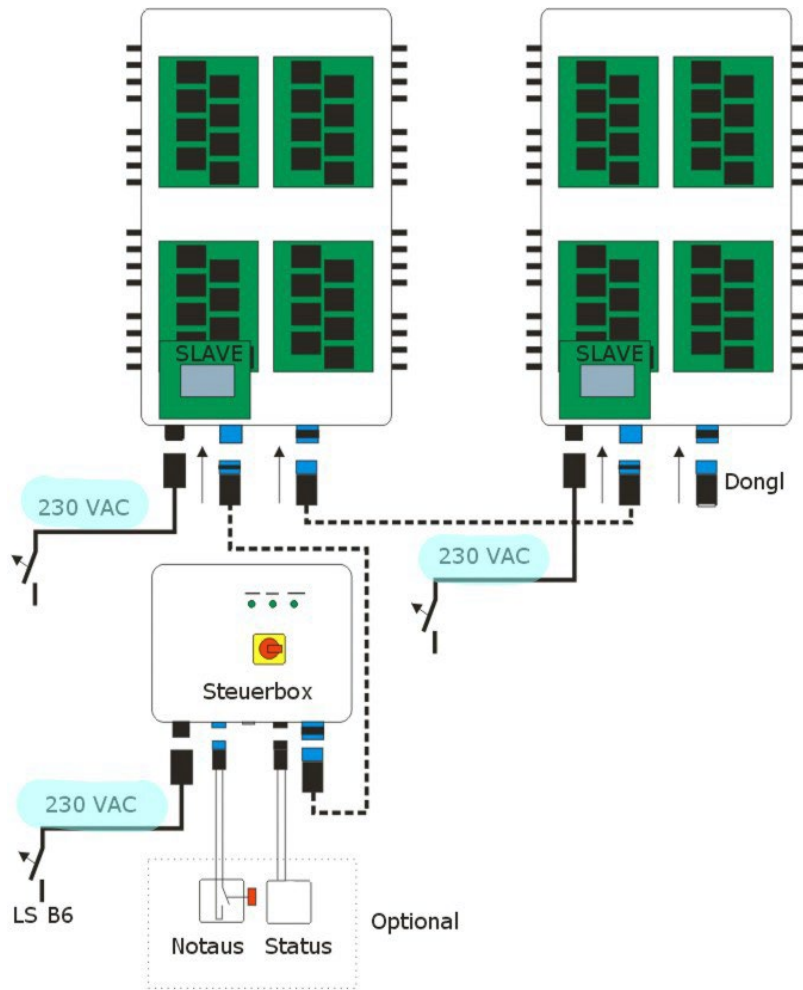 SLAVE
SLAVE
Dongl
230 VAC
230 VAC
Steuerbox
230 VAC
LS B6
Optional
Notaus
Status